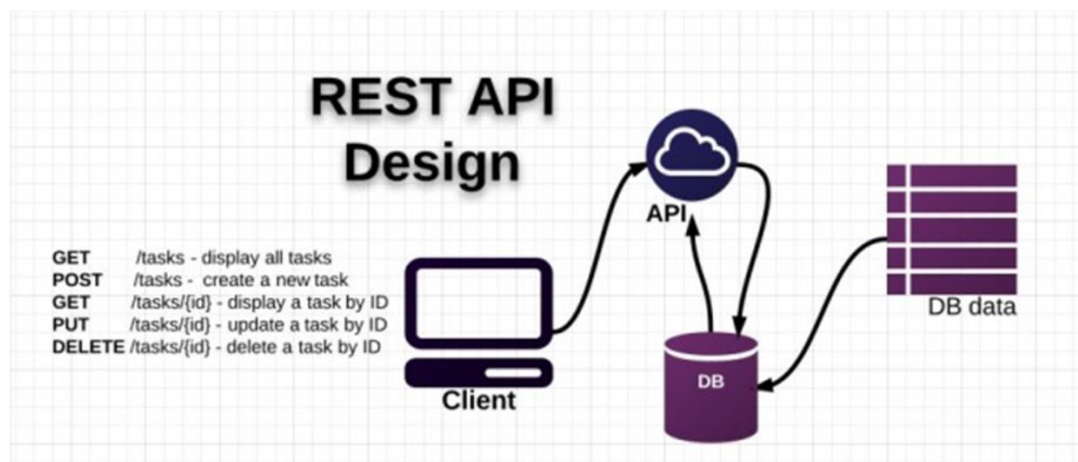 REST API
Design
API
GET /tasks - display all tasks
POST /tasks - create a new task
GET /tasks/{id} - display a task by ID
PUT /tasks/{id} - update a task by ID
DELETE /tasks/{id} - delete a task by ID
Client
DB
DB data